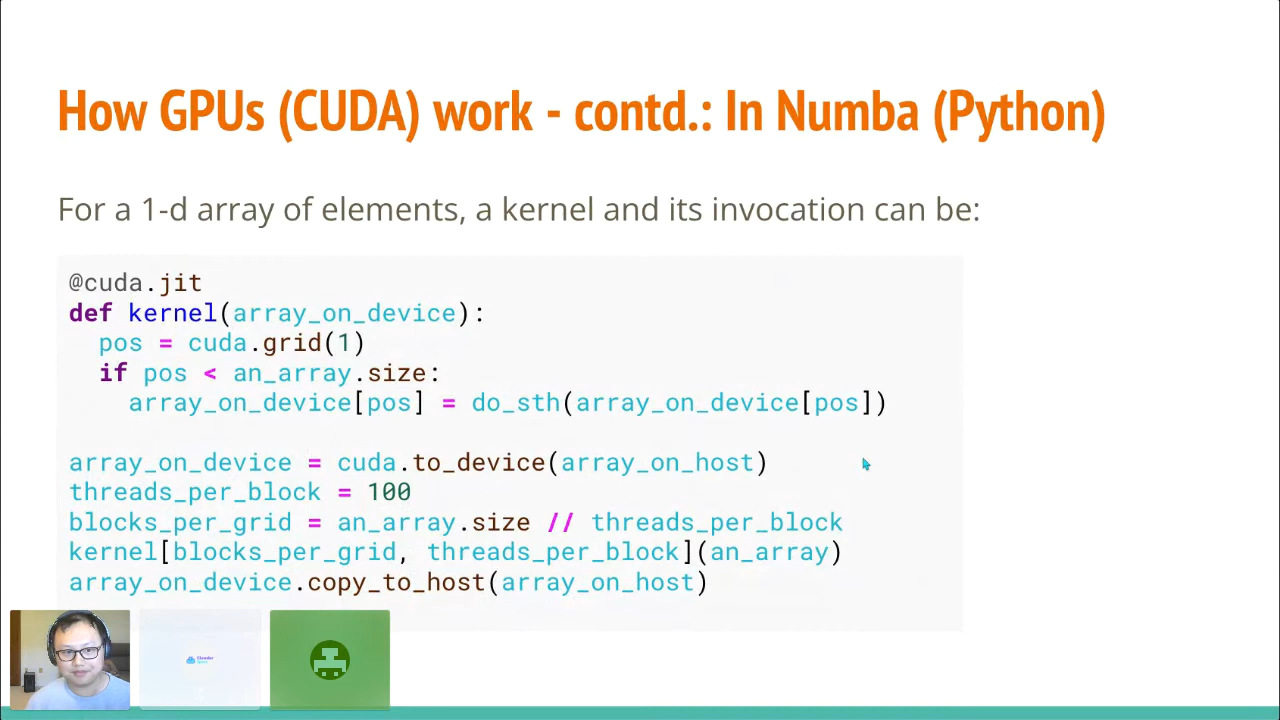 How GPUs (CUDA) work - contd.: In Numba (Python)
For a 1-d array of elements, a kernel and its invocation can be:
@cuda.jit
def kernel(array_on_device):
  pos = cuda.grid(1)
  if pos < an_array.size:
    array_on_device[pos] = do_sth(array_on_device[pos])
array_on_device = cuda.to_device(array_on_host)
threads_per_block = 100
blocks_per_grid = an_array.size // threads_per_block
kernel[blocks_per_grid, threads_per_block](an_array)
array_on_device.copy_to_host(array_on_host)